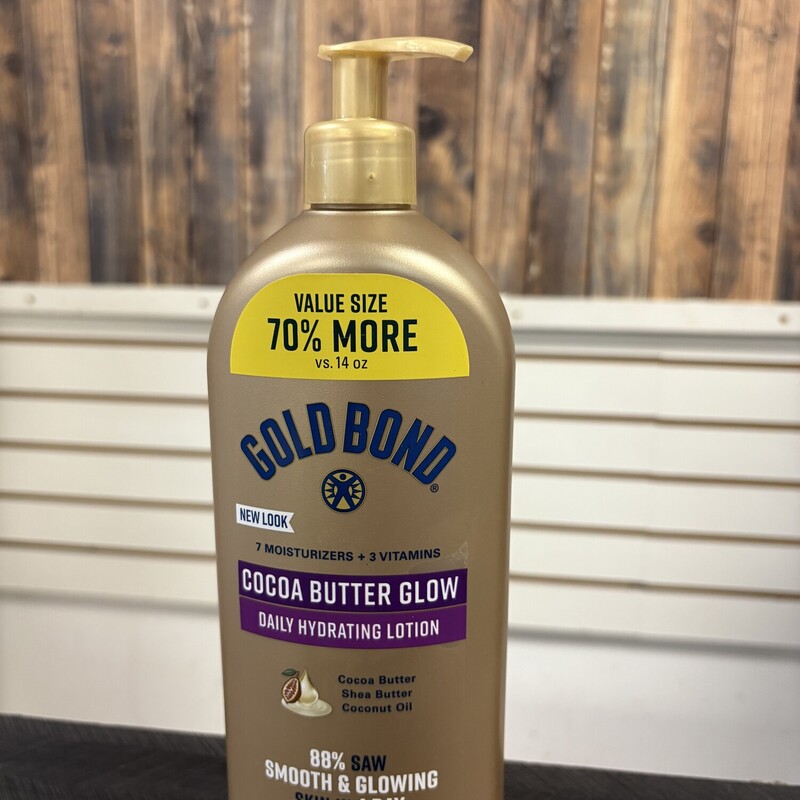 VALUE SIZE
70% MORE
vs. 14 oz
GOLD BOND®
NEW LOOK
7 MOISTURIZERS + 3 VITAMINS
COCOA BUTTER GLOW
DAILY HYDRATING LOTION
Cocoa Butter
Shea Butter
Coconut Oil
88% SAW
SMOOTH & GLOWING